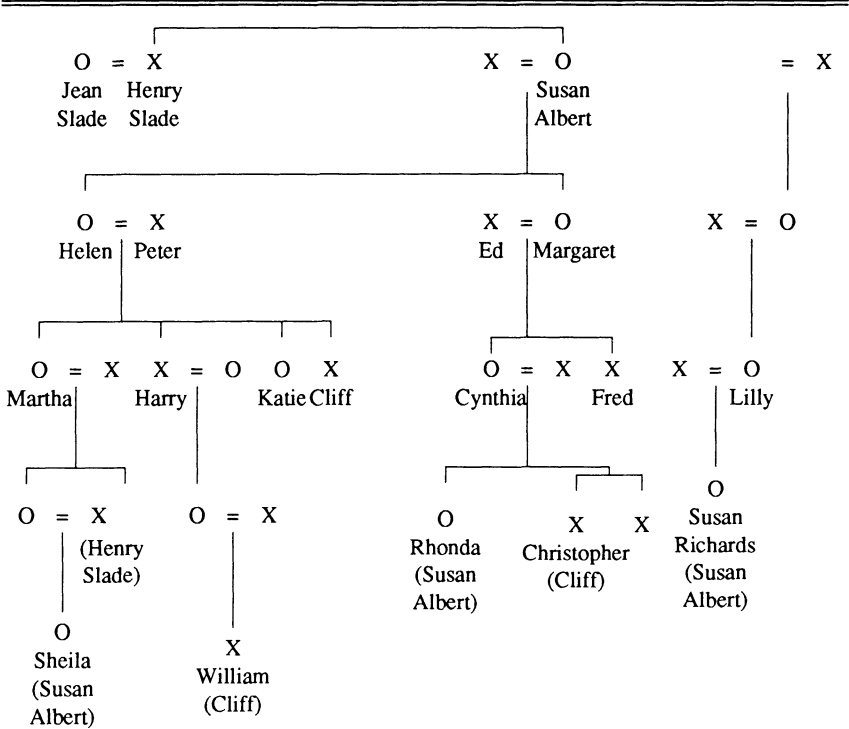 O = X X = O = X
Jean Henry Susan
Slade Slade Albert
O = X X = O X = O
Helen Peter Ed Margaret
O = X X = O O X O = X X X = O
Martha Harry Katie Cliff Cynthia Fred Lilly
O = X O = X O X X O
(Henry Slade)
Rhonda
(Susan
Albert)
Christopher
(Cliff)
Susan
Richards
(Susan
Albert)
O
Sheila
(Susan
Albert)
X
William
(Cliff)